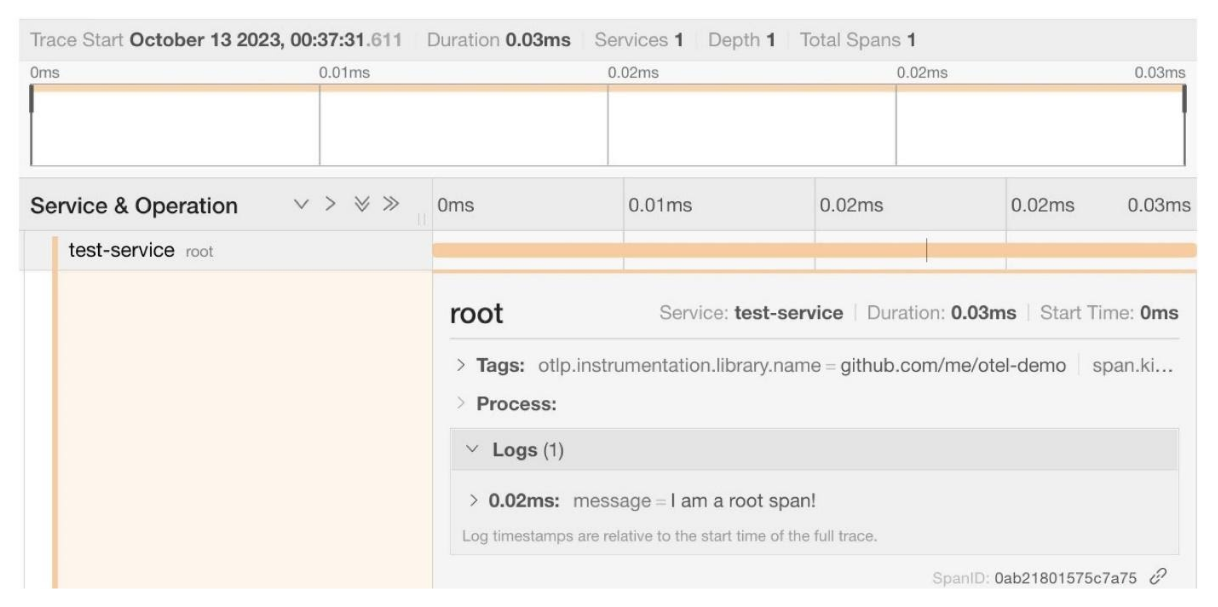 Trace Start October 13 2023, 00:37:31.611 Duration 0.03ms Services 1 Depth 1 Total Spans 1
0ms 0.01ms 0.02ms 0.02ms 0.03ms
Service & Operation 0ms 0.01ms 0.02ms 0.02ms 0.03ms
test-service root
root Service: test-service Duration: 0.03ms Start Time: 0ms
Tags: otlp.instrumentation.library.name = github.com/me/otel-demo span.ki...
Process:
Logs (1)
0.02ms: message = I am a root span!
Log timestamps are relative to the start time of the full trace.
SpanID: 0ab21801575c7a75